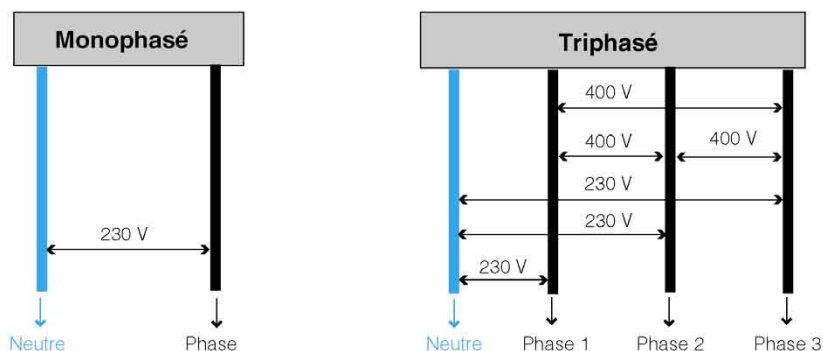 Monophasé
230 V
Neutre
Phase
Triphasé
400 V
400 V
400 V
230 V
230 V
230 V
Neutre
Phase 1
Phase 2
Phase 3